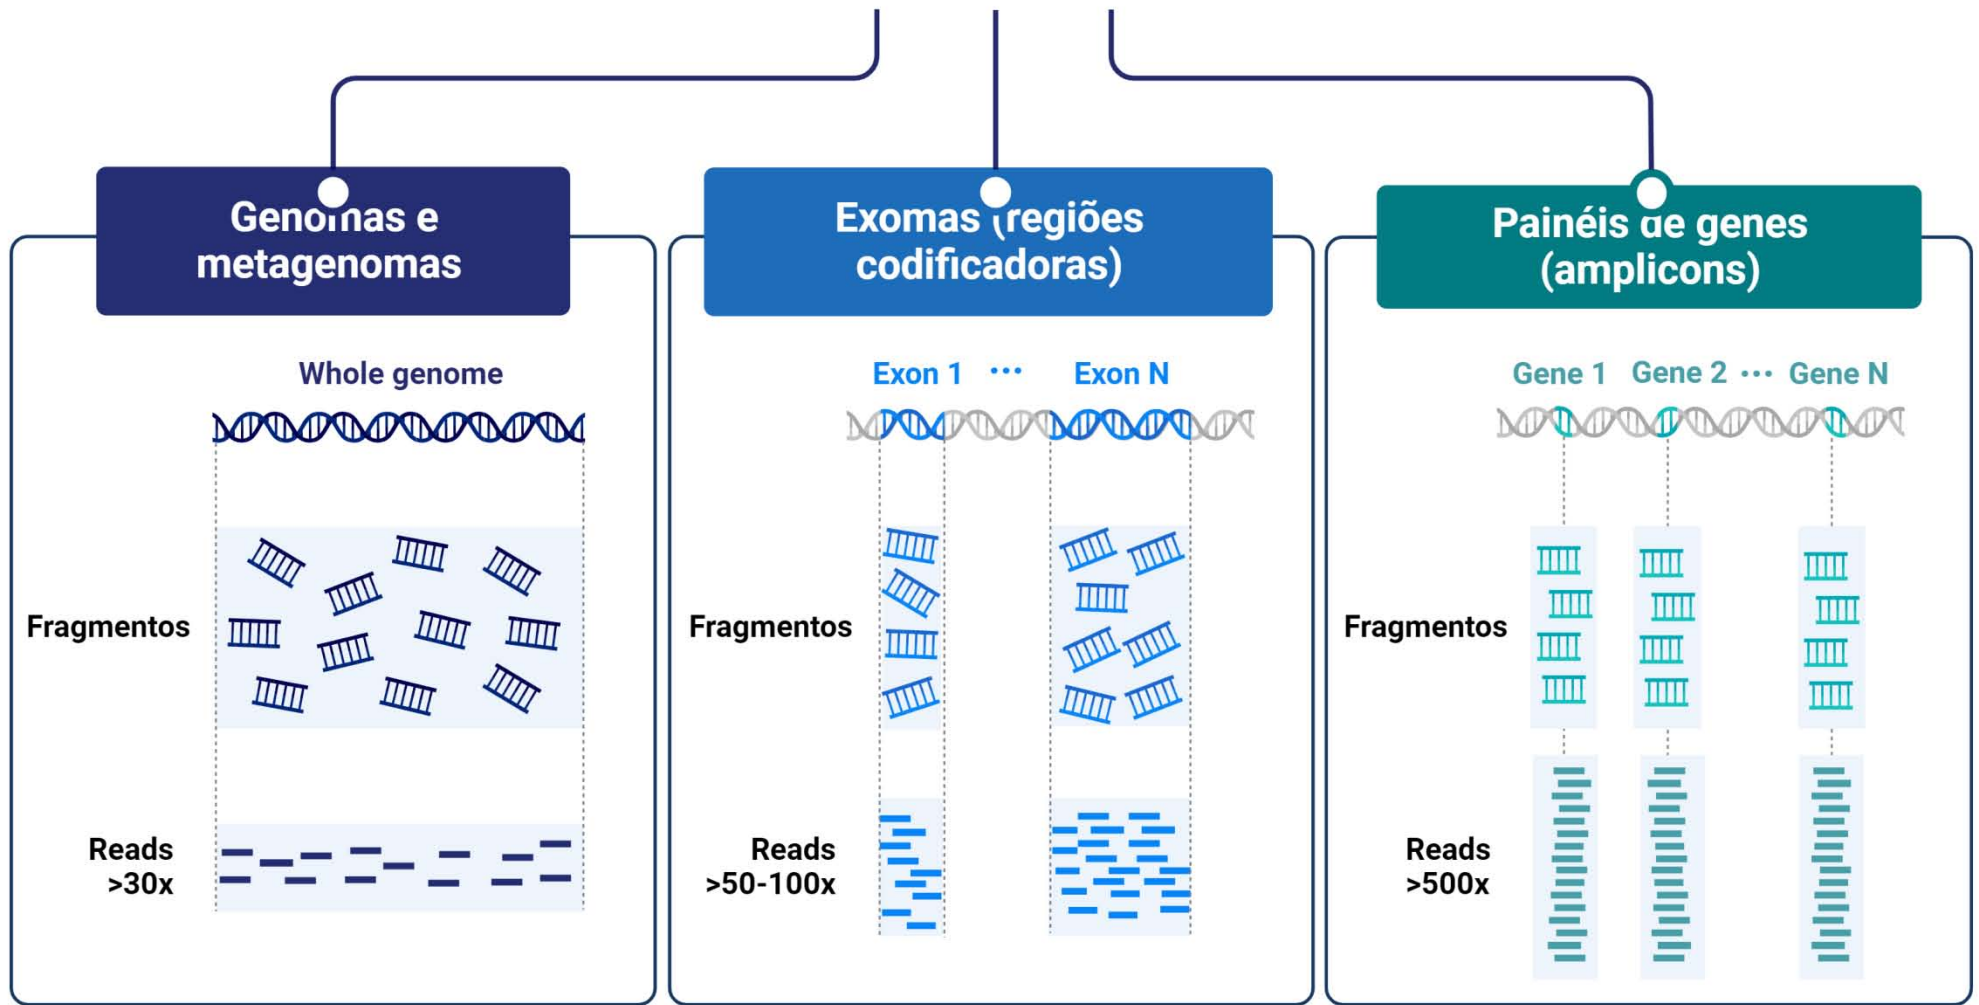 Genomas e
metagenomas
Whole genome
Fragmentos
Reads
>30x
Exomas (regiões
codificadoras)
Exon 1 ... Exon N
Fragmentos
Reads
>50-100x
Painéis de genes
(amplicons)
Gene 1 Gene 2 ... Gene N
Fragmentos
Reads
>500x